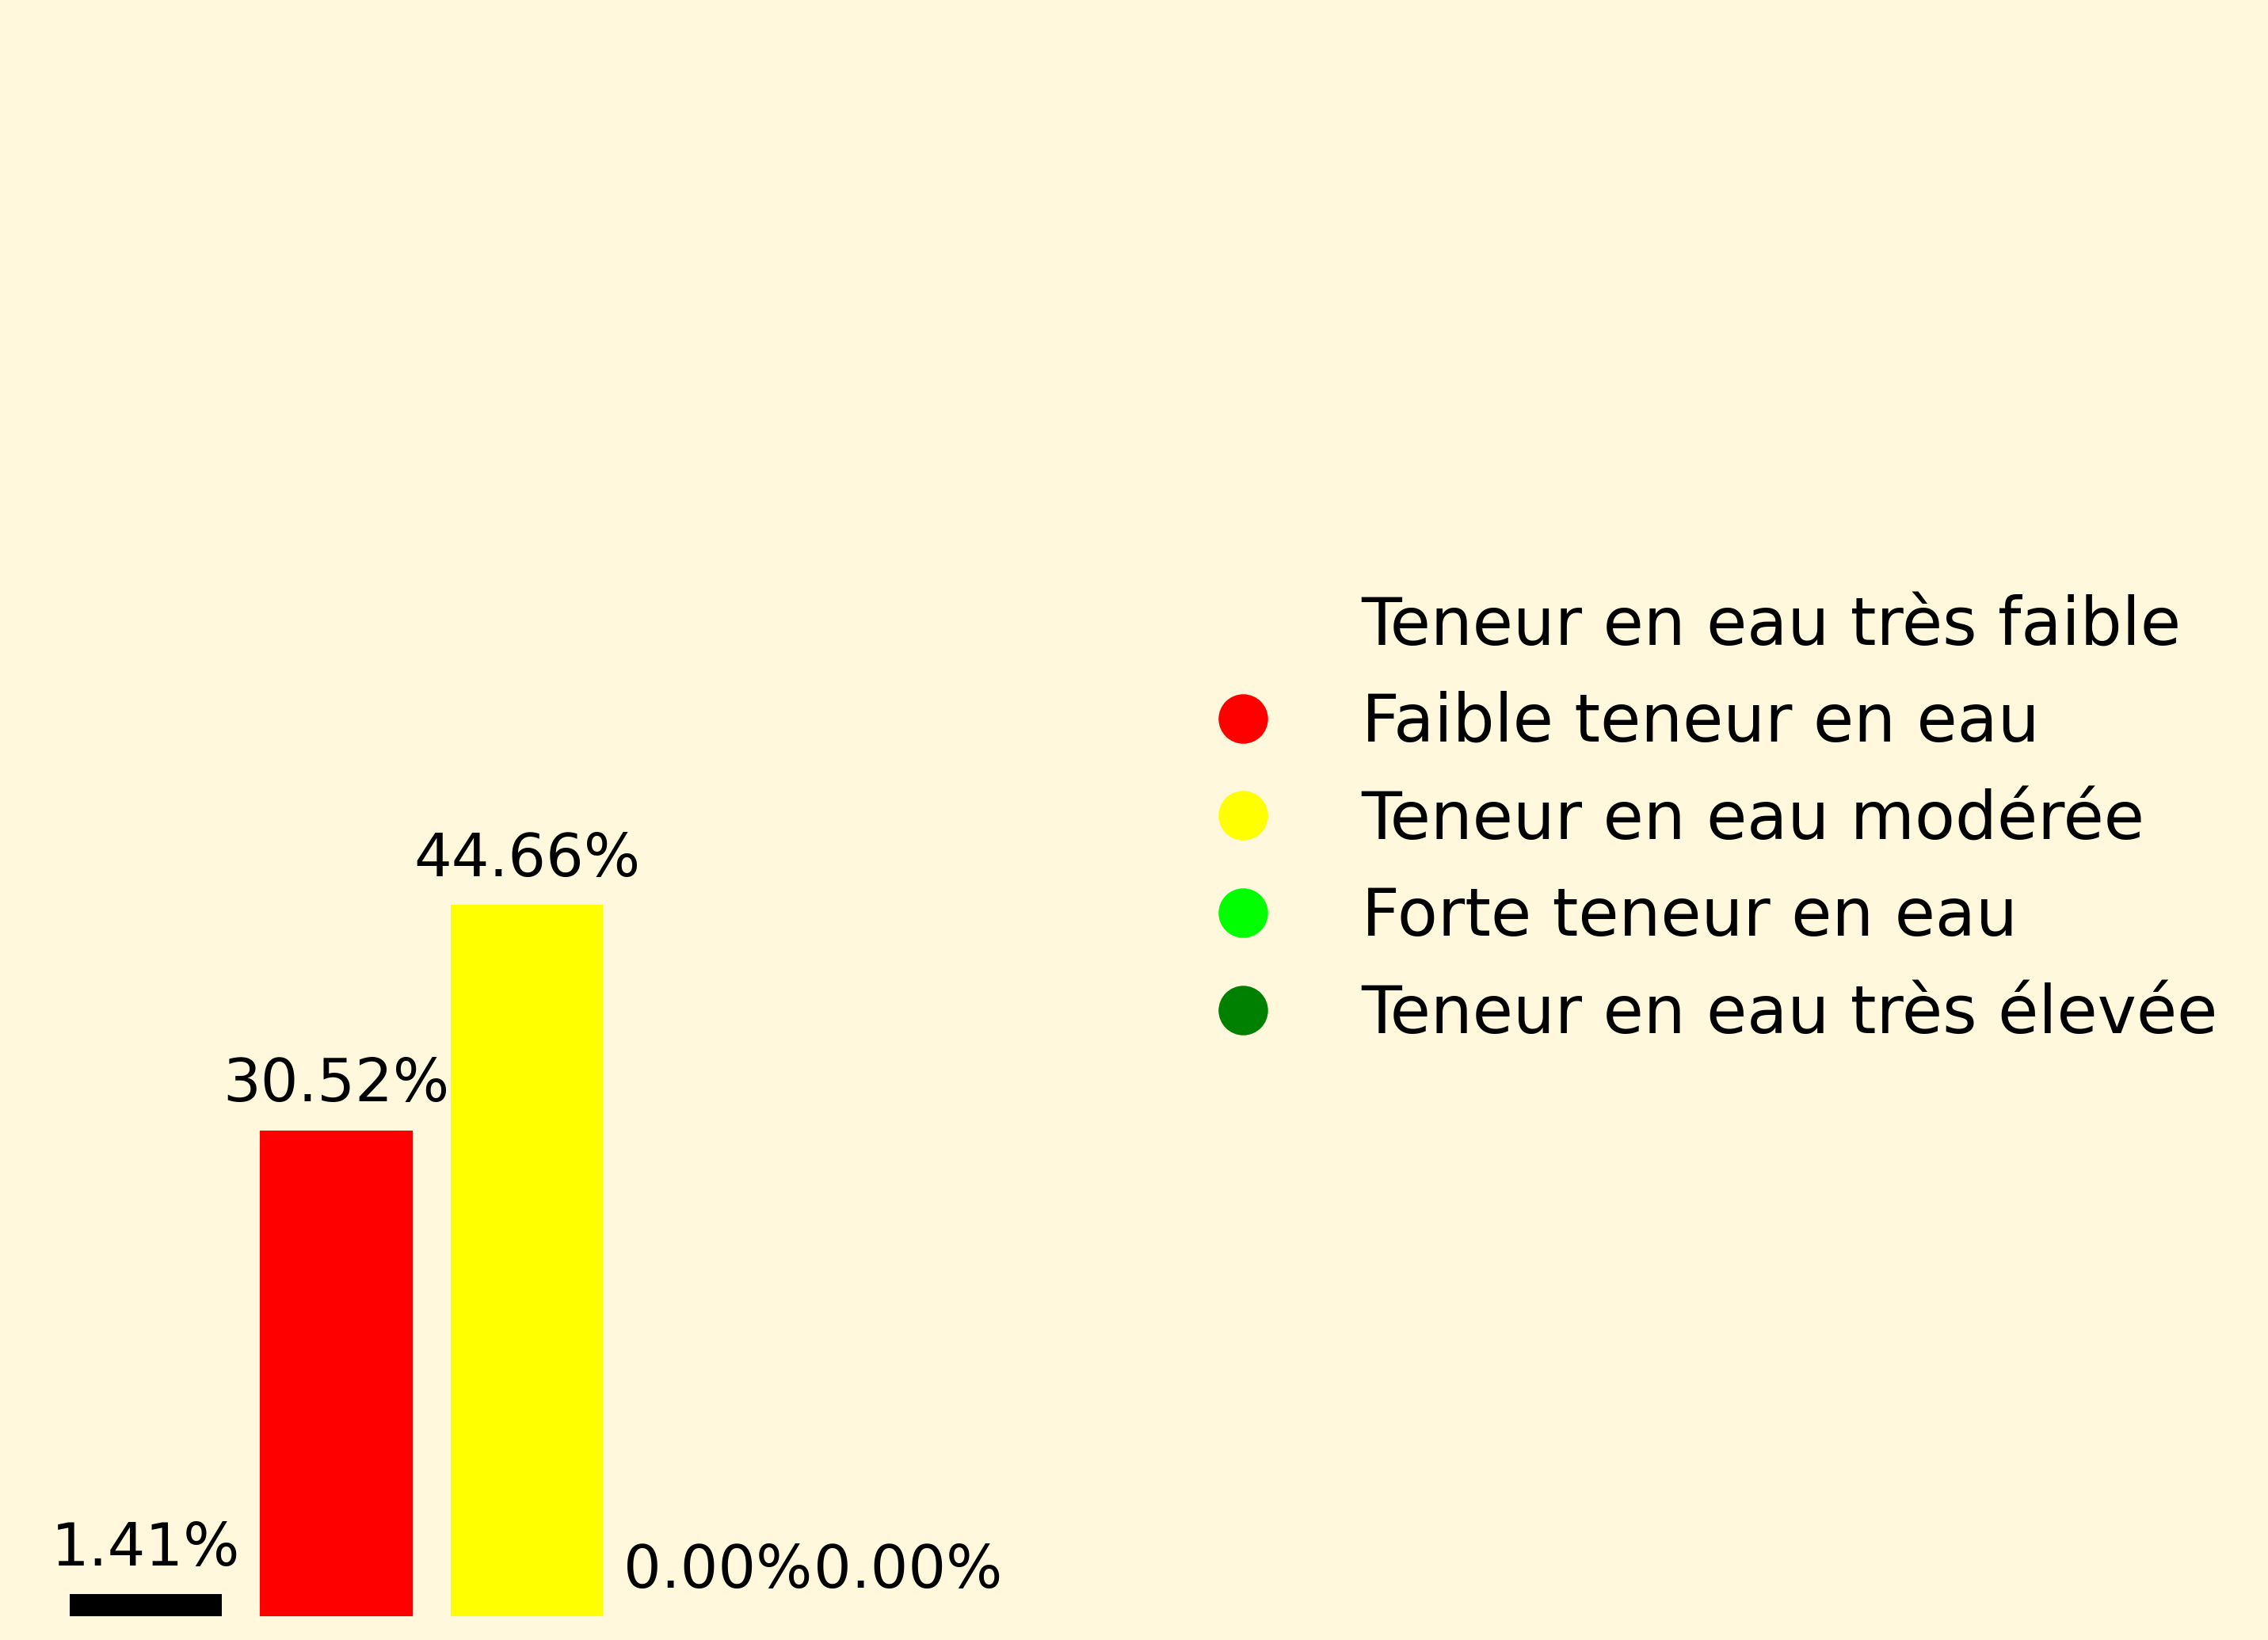 Teneur en eau très faible
Faible teneur en eau
Teneur en eau modérée
Forte teneur en eau
Teneur en eau très élevée
44.66%
30.52%
1.41%
0.00%
0.00%